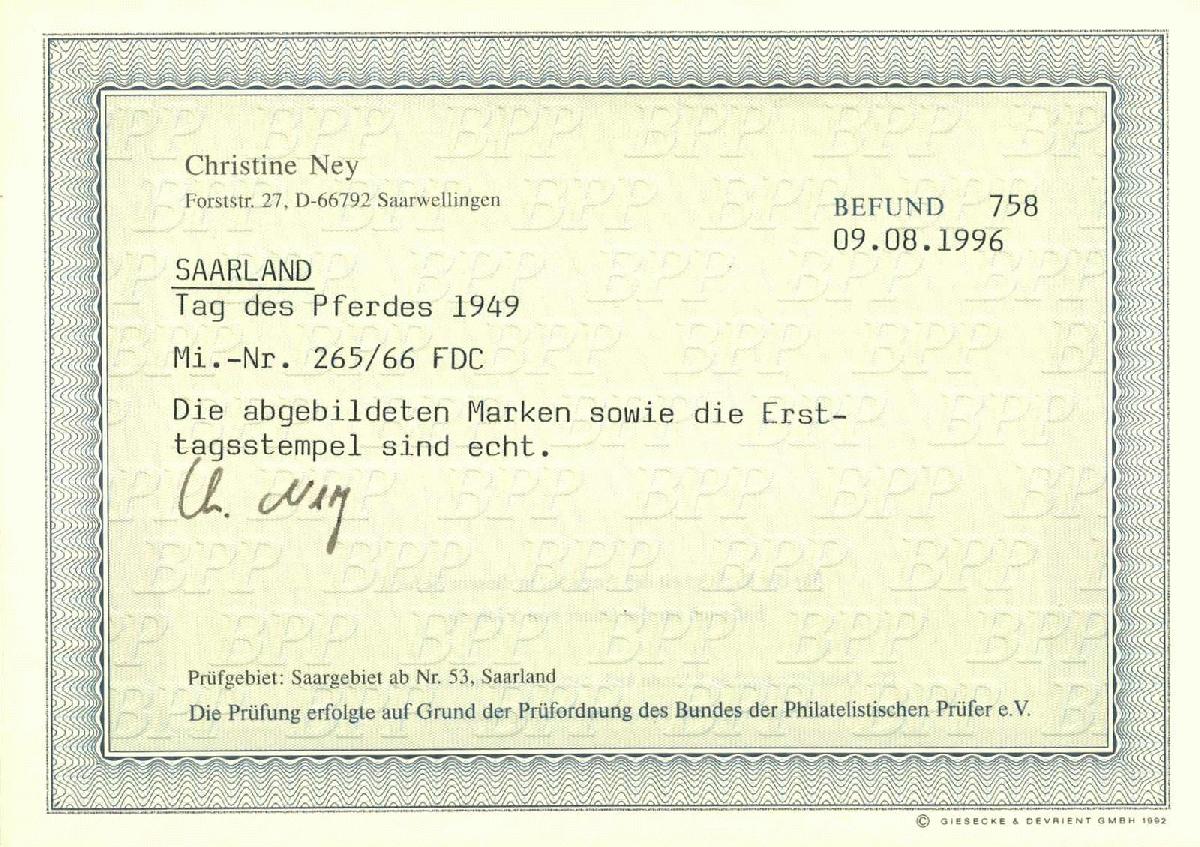 Christine Ney
Forststr. 27, D-66792 Saarwellingen
BEFUND 758
09.08.1996
SAARLAND
Tag des Pferdes 1949
Mi.-Nr. 265/66 FDC
Die abgebildeten Marken sowie die Erst-
tagsstempel sind echt.
Ch. Ney
Prüfgebiet: Saargebiet ab Nr. 53, Saarland
Die Prüfung erfolgte auf Grund der Prüfordnung des Bundes der Philatelistischen Prüfer e.V.
© GIESECKE & DEVRIENT GMBH 1992
BPP